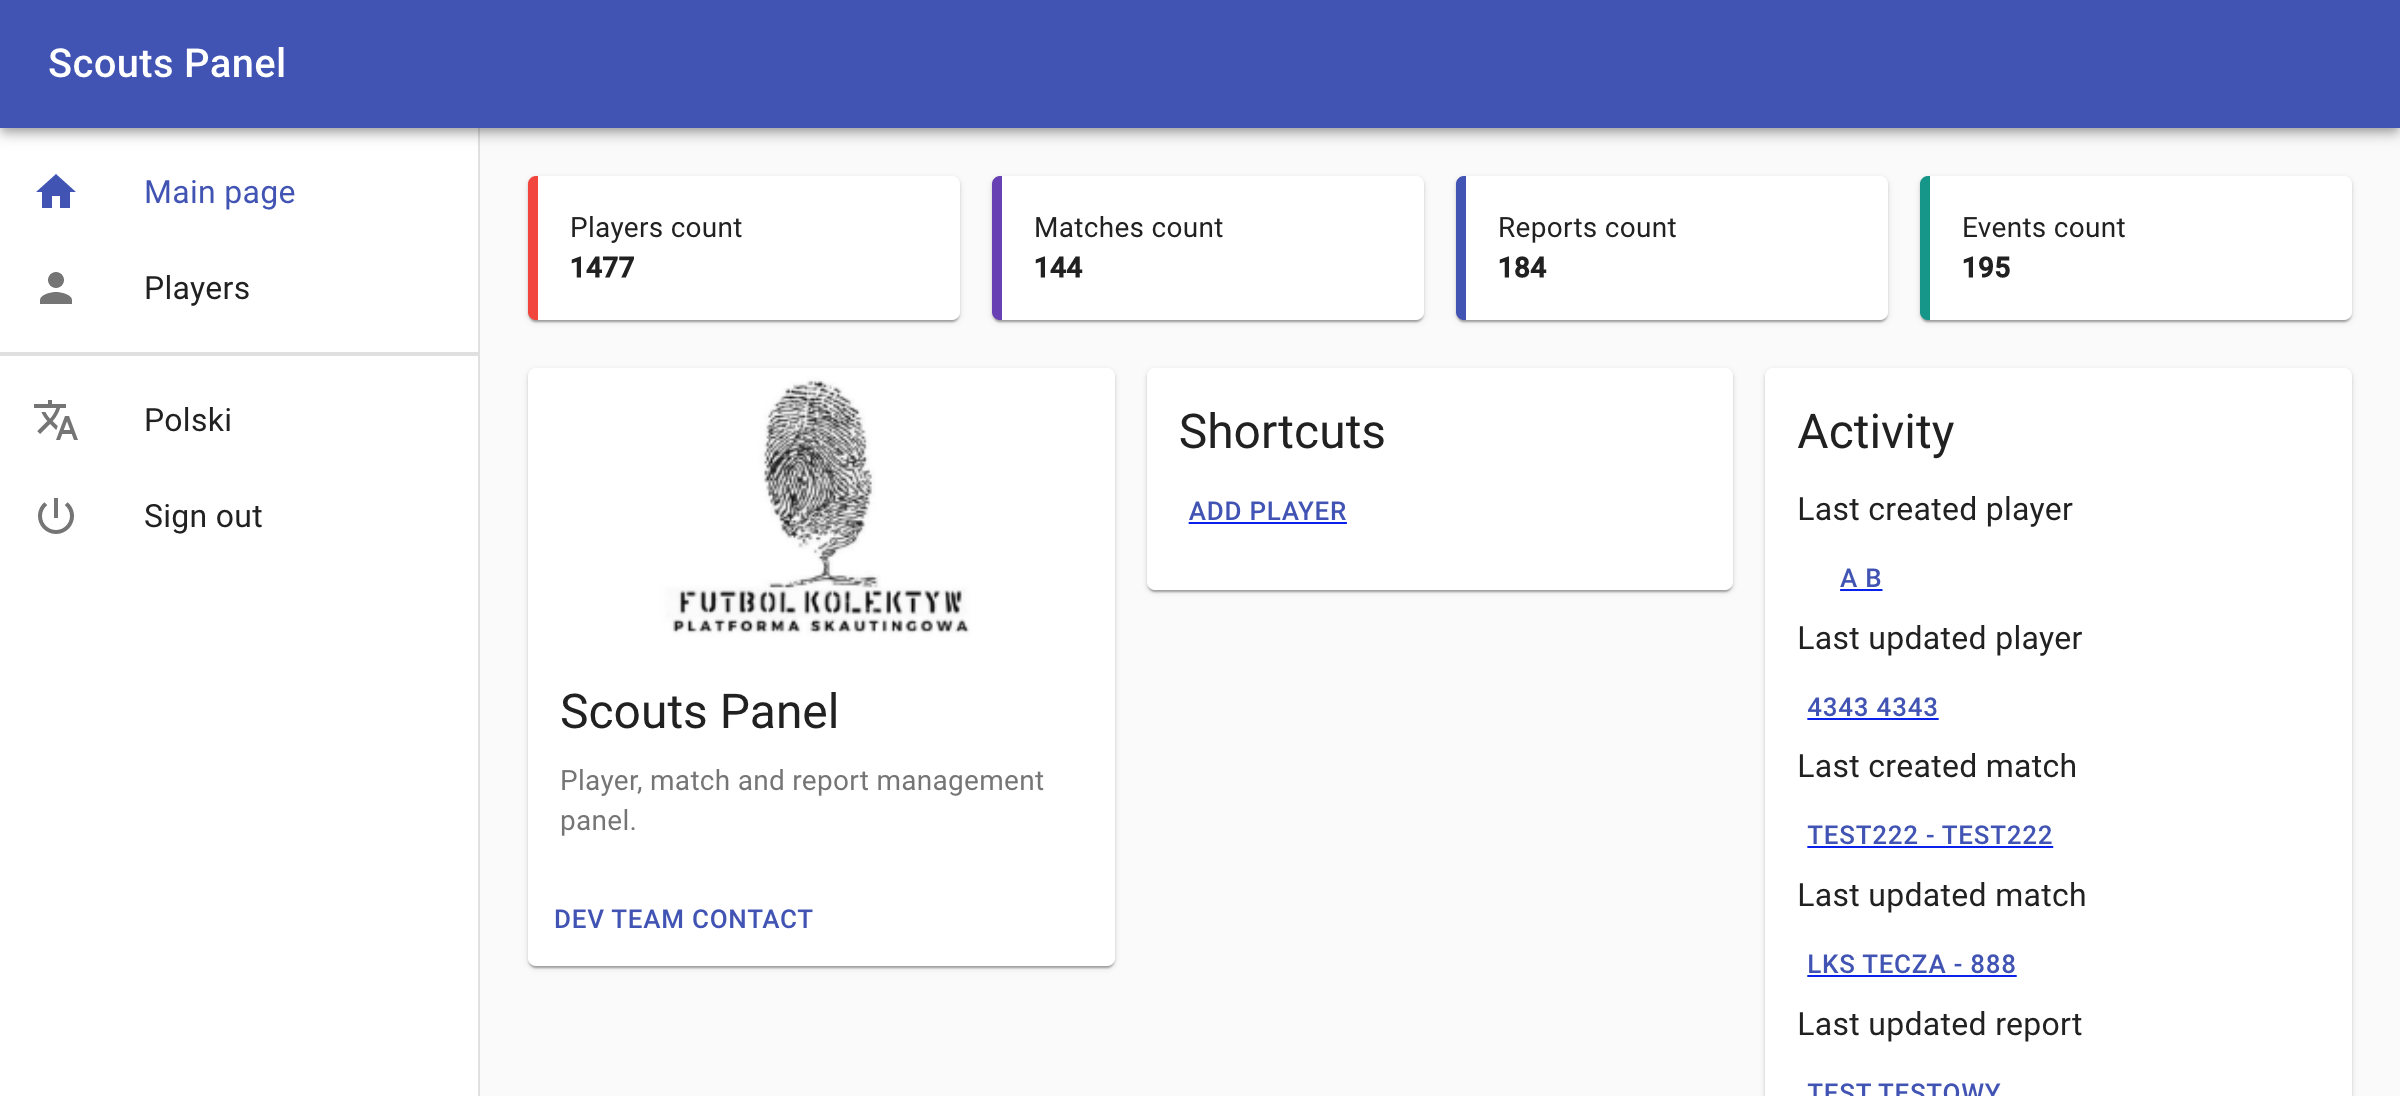 Scouts Panel
Main page
Players
Polski
Sign out
Players count
1477
Matches count
144
Reports count
184
Events count
195
FUTBOL KOLEKTYW
PLATFORMA SKAUTINGOWA
Scouts Panel
Player, match and report management
panel.
DEV TEAM CONTACT
Shortcuts
ADD PLAYER
Activity
Last created player
A B
Last updated player
4343 4343
Last created match
TEST222 - TEST222
Last updated match
LKS TECZA - 888
Last updated report
TEST TESTOWY